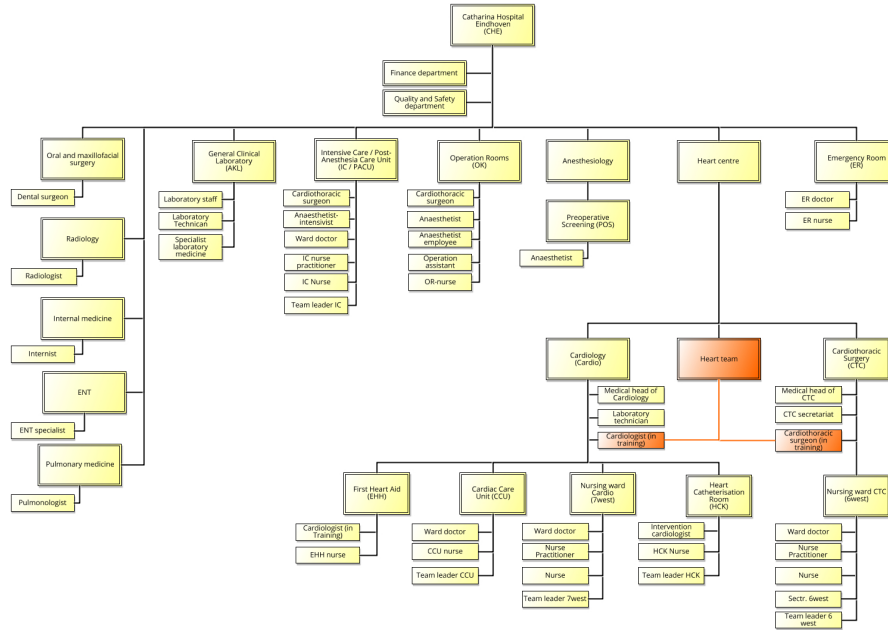 Catharina Hospital
Eindhoven
(CHE)
Finance department
Quality and Safety
department
Oral and maxillofacial
surgery
Dental surgeon
Radiology
Radiologist
Internal medicine
Internist
ENT
ENT specialist
Pulmonary medicine
Pulmonologist
General Clinical
Laboratory
(AKL)
Laboratory staff
Laboratory
Technican
Specialist
laboratory
medicine
Intensive Care / Post-
Anesthesia Care Unit
(IC / PACU)
Cardiothoracic
surgeon
Anaesthetist-
intensivist
Ward doctor
IC nurse
practitioner
IC Nurse
Team leader IC
Operation Rooms
(OK)
Cardiothoracic
surgeon
Anaesthetist
Anaesthetist
employee
Operation
assistant
OR-nurse
Anesthesiology
Preoperative
Screening (POS)
Anaesthetist
Heart centre
Emergency Room
(ER)
ER doctor
ER nurse
Cardiology
(Cardio)
Medical head of
Cardiology
Laboratory
technician
Cardiologist (in
training)
Heart team
Cardiothoracic
Surgery
(CTC)
Medical head of
CTC
CTC secretariat
Cardiothoracic
surgeon (in
training)
First Heart Aid
(EHH)
Cardiologist (in
Training)
EHH nurse
Cardiac Care
Unit (CCU)
Ward doctor
CCU nurse
Team leader CCU
Nursing ward
Cardio
(7west)
Ward doctor
Nurse
Practitioner
Nurse
Team leader 7west
Heart
Catheterisation
Room
(HCK)
Intervention
cardiologist
HCK Nurse
Team leader HCK
Nursing ward CTC
(6west)
Ward doctor
Nurse
Practitioner
Nurse
Sectr. 6west
Team leader 6
west